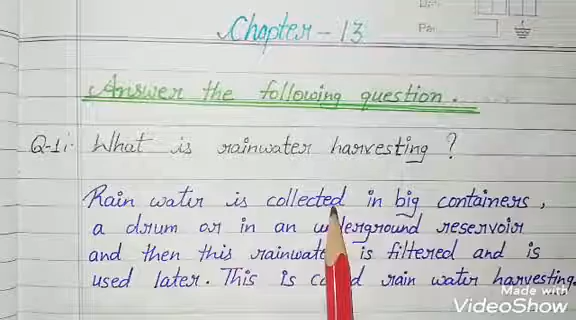 Chapter - 13
Answer the following question.
Q-1: What is rainwater harvesting?
Rain water is collected in big containers,
a drum or in an underground reservoir
and then this rainwater is filtered and is
used later. This is called rain water harvesting.
Made with
VideoShow